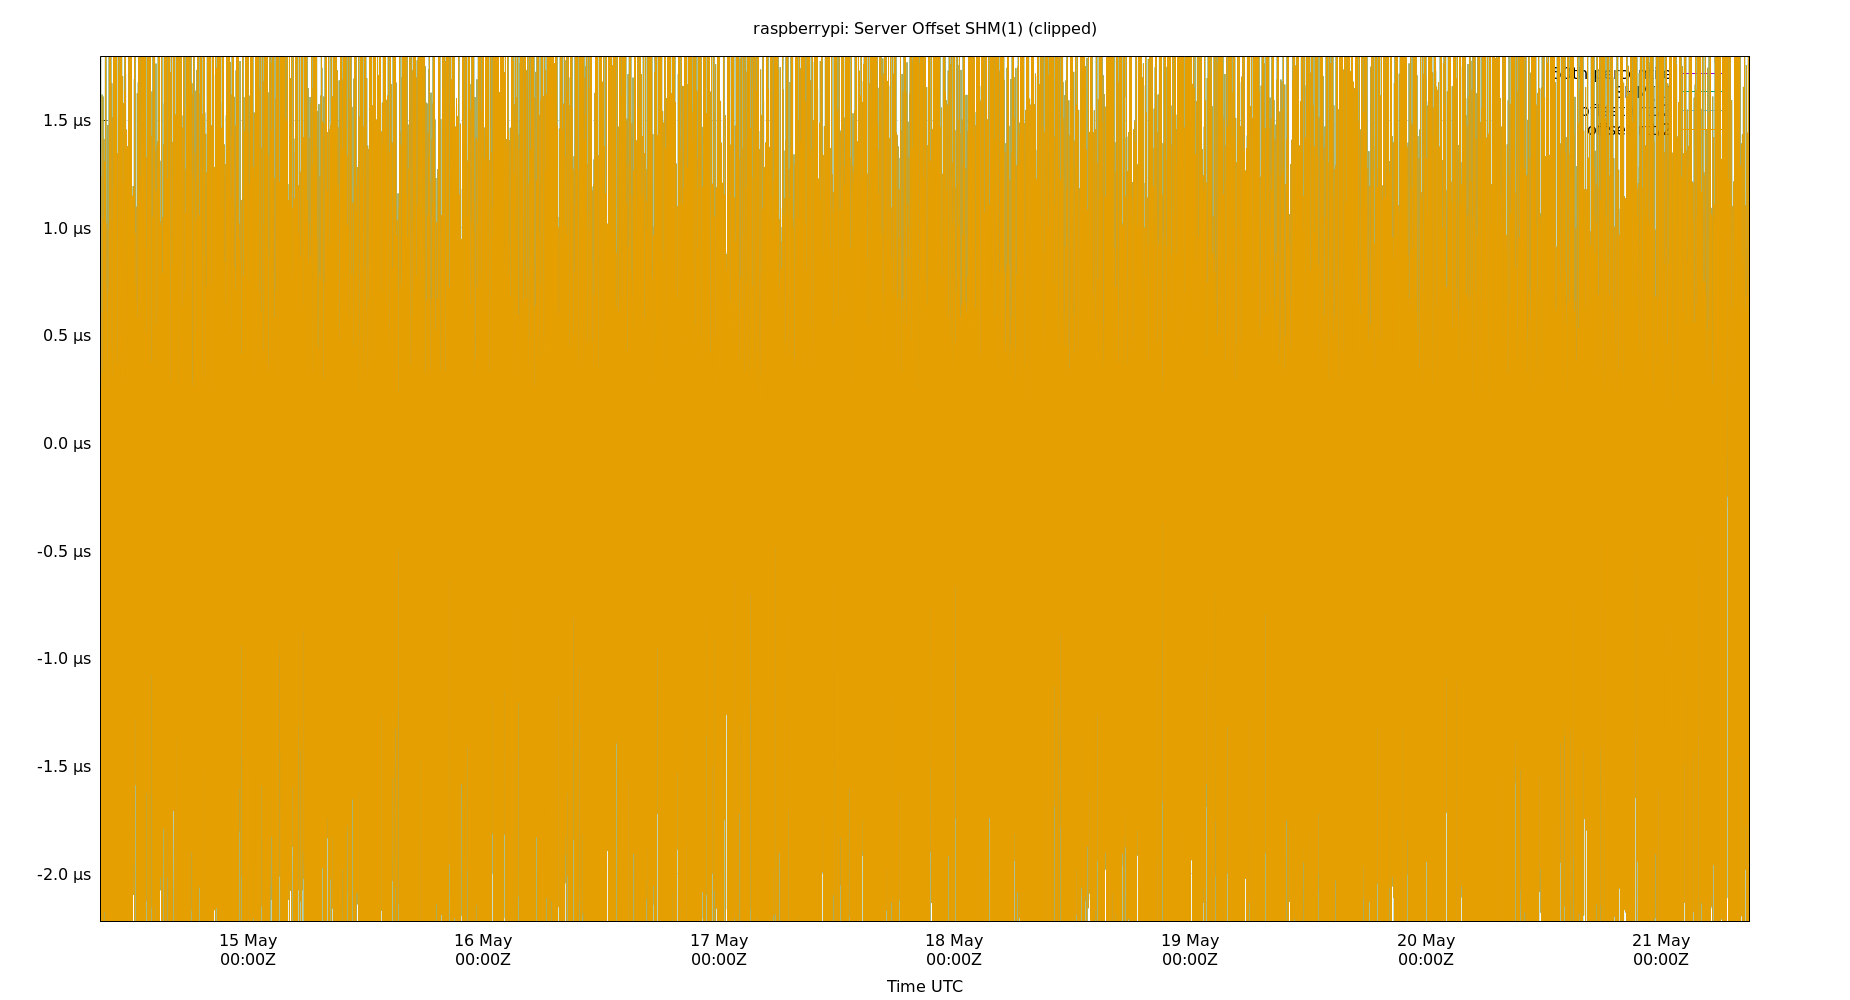 raspberrypi: Server Offset SHM(1) (clipped)
1.5 µs
1.0 µs
0.5 µs
0.0 µs
-0.5 µs
-1.0 µs
-1.5 µs
-2.0 µs
15 May 16 May 17 May 18 May 19 May 20 May 21 May
00:00Z 00:00Z 00:00Z 00:00Z 00:00Z 00:00Z 00:00Z
Time UTC